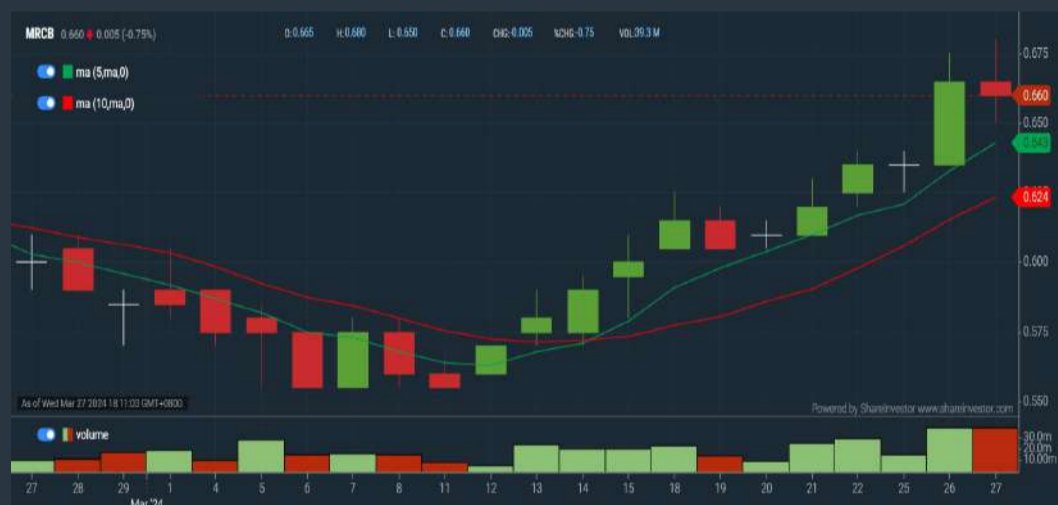 MRCB 0.660 0.005 (-0.75%) O:0.665 H:0.680 L:0.650 C:0.660 CHG:-0.005 %CHG:-0.75 VOL:39.3 M
ma (5,ma,0)
ma (10,ma,0)
0.675
0.660
0.650
0.643
0.624
0.600
0.575
0.550
As of Wed Mar 27 2024 18:11:03 GMT+0800
Powered by ShareInvestor www.shareinvestor.com
volume
30.0m
20.0m
10.00m
27 28 29 1 4 5 6 7 8 11 12 13 14 15 18 19 20 21 22 25 26 27
Mar '24